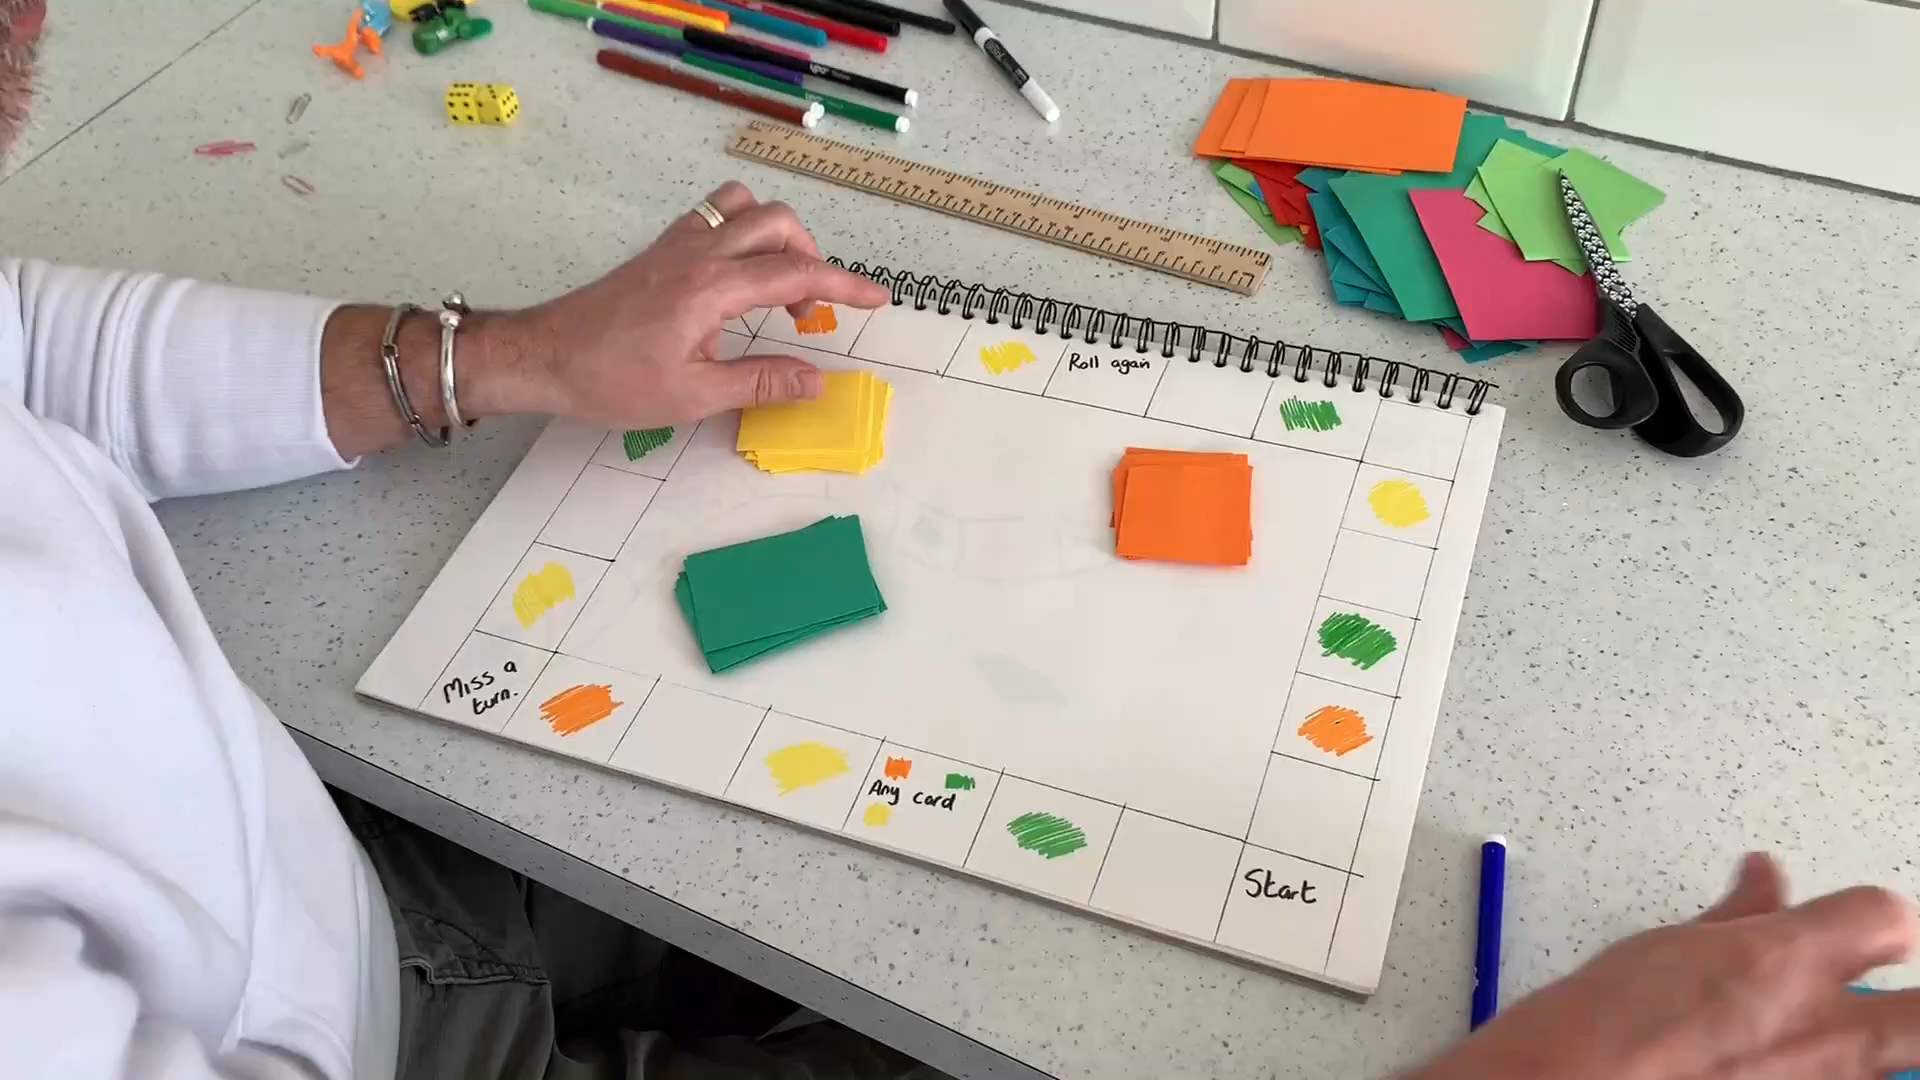 Roll again
Miss a
turn.
Any card
Start